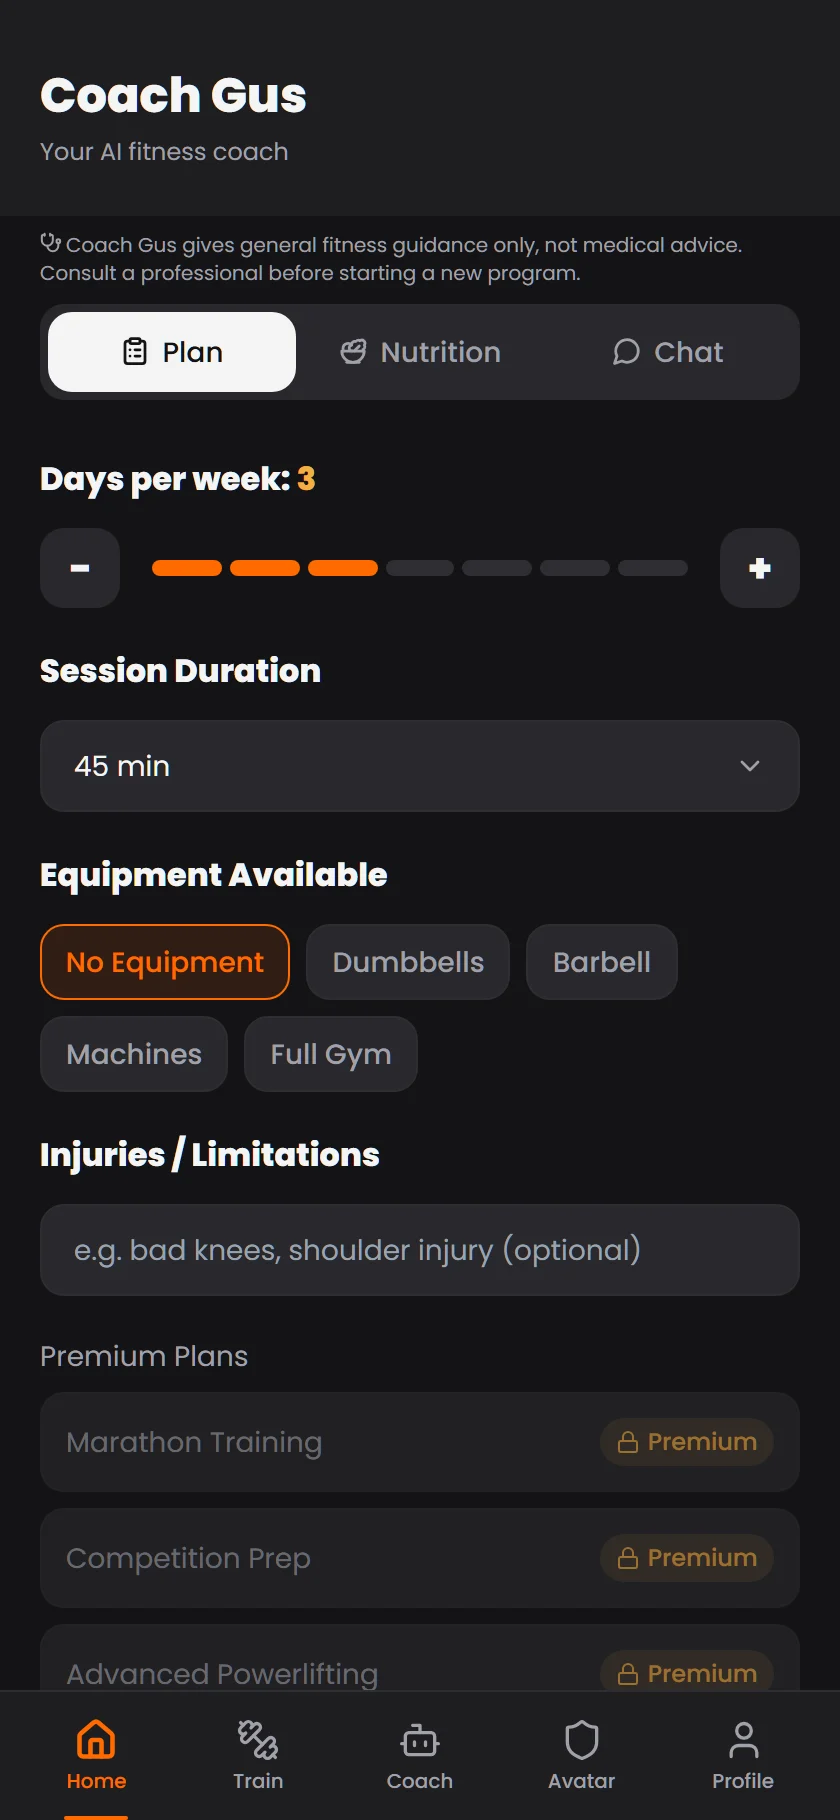 Coach Gus
Your AI fitness coach
Coach Gus gives general fitness guidance only, not medical advice.
Consult a professional before starting a new program.
Plan
Nutrition
Chat
Days per week: 3
-
+
Session Duration
45 min
Equipment Available
No Equipment
Dumbbells
Barbell
Machines
Full Gym
Injuries / Limitations
e.g. bad knees, shoulder injury (optional)
Premium Plans
Marathon Training
Premium
Competition Prep
Premium
Advanced Powerlifting
Premium
Home
Train
Coach
Avatar
Profile